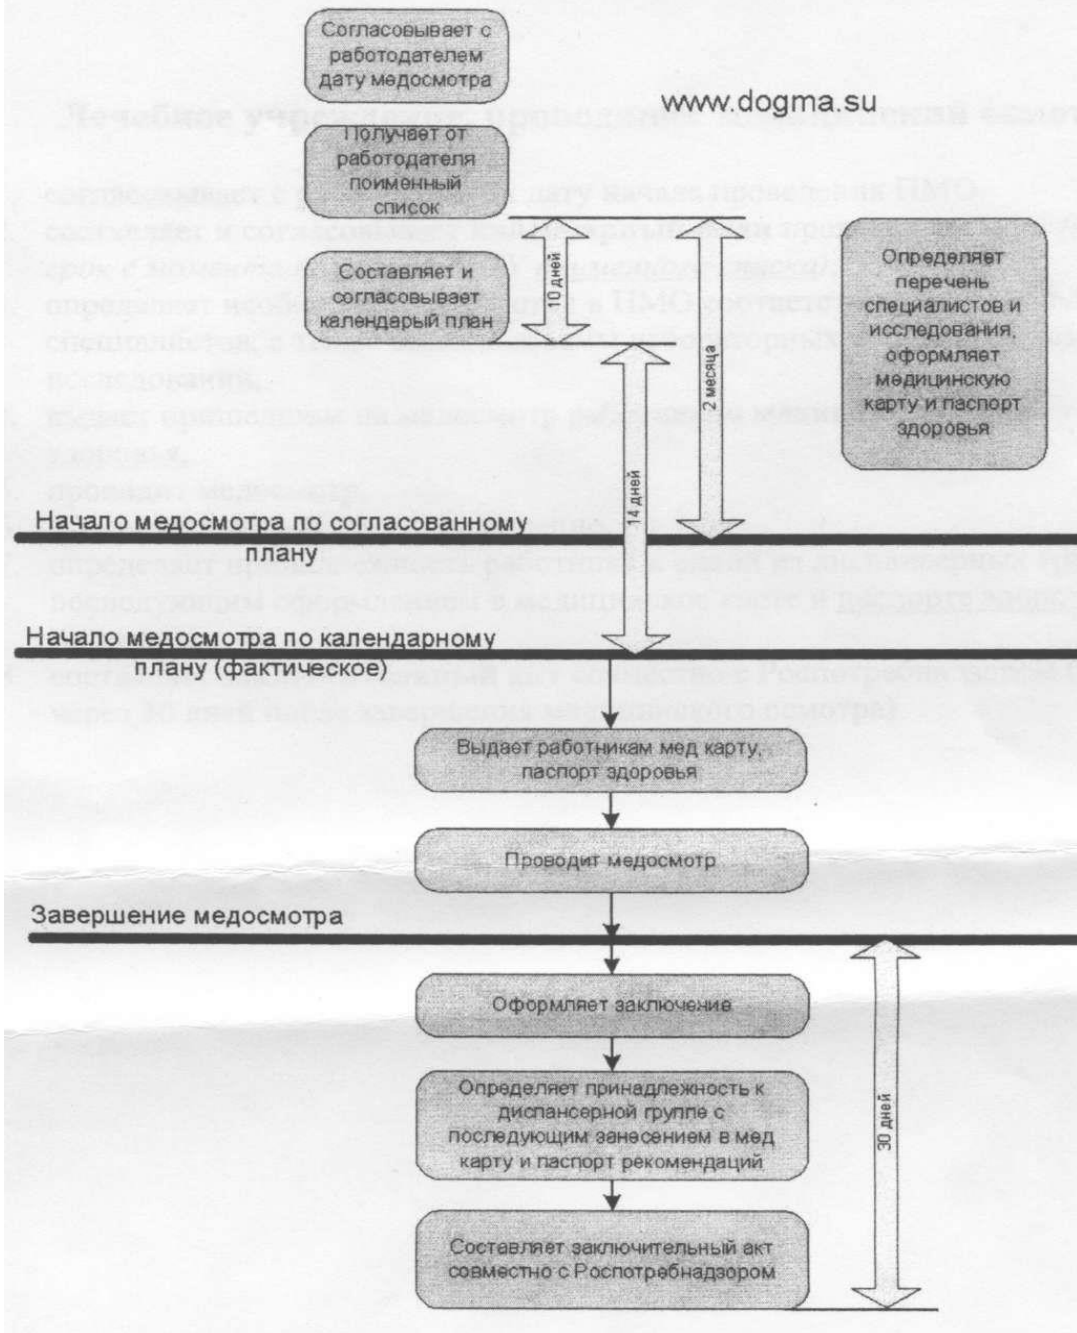 Согласовывает с
работодателем
дату медосмотра
www.dogma.su
Получает от
работодателя
поименный
список
Составляет и
согласовывает
календарый план
10 дней
2 месяца
14 дней
Определяет
перечень
специалистов и
исследования,
оформляет
медицинскую
карту и паспорт
здоровья
Начало медосмотра по согласованному
плану
Начало медосмотра по календарному
плану (фактическое)
Выдает работникам мед карту,
паспорт здоровья
Проводит медосмотр
Завершение медосмотра
Оформляет заключение
Определяет принадлежность к
диспансерной группе с
последующим занесением в мед
карту и паспорт рекомендаций
30 дней
Составляет заключительный акт
совместно с Роспотребнадзором